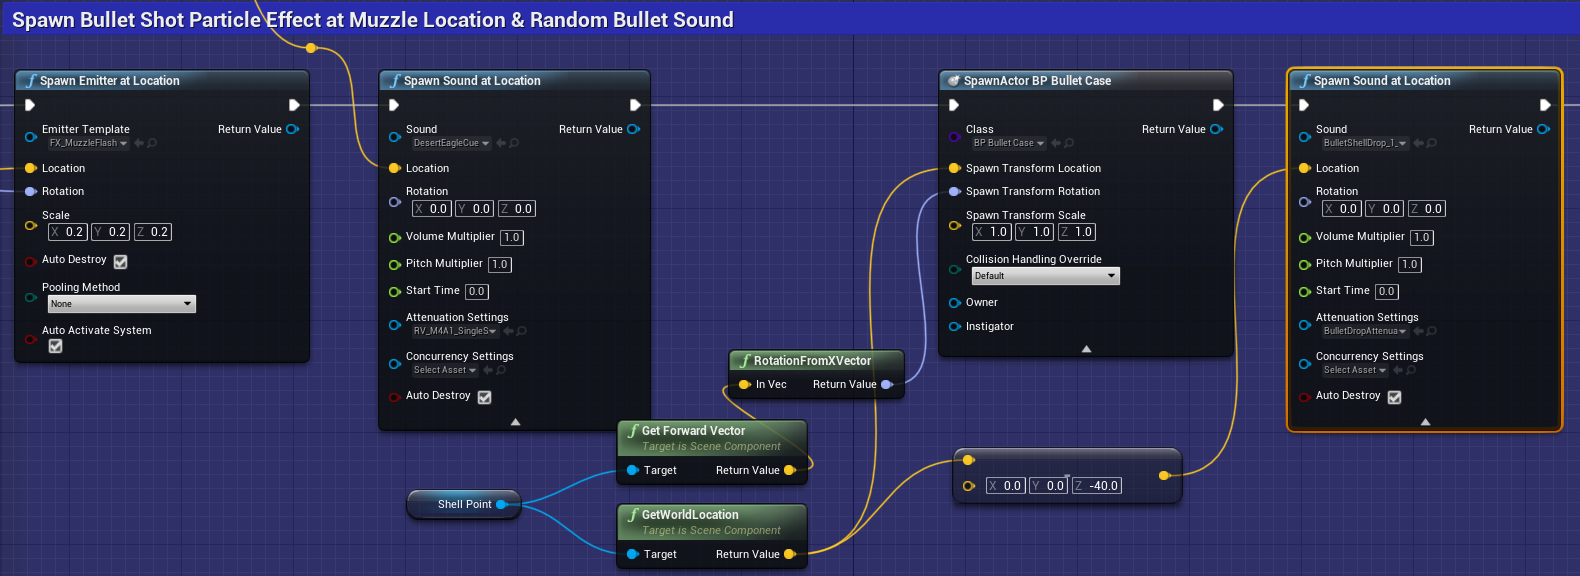 Spawn Bullet Shot Particle Effect at Muzzle Location & Random Bullet Sound
Spawn Emitter at Location
Emitter Template
FX_MuzzleFlash
Return Value
Location
Rotation
Scale
X 0.2 Y 0.2 Z 0.2
Auto Destroy
Pooling Method
None
Auto Activate System
Spawn Sound at Location
Sound
DesertEagleCue
Return Value
Location
Rotation
X 0.0 Y 0.0 Z 0.0
Volume Multiplier 1.0
Pitch Multiplier 1.0
Start Time 0.0
Attenuation Settings
RV_M4A1_SingleS
Concurrency Settings
Select Asset
Auto Destroy
Shell Point
Get Forward Vector
Target is Scene Component
Target Return Value
GetWorldLocation
Target is Scene Component
Target Return Value
RotationFromXVector
In Vec Return Value
SpawnActor BP Bullet Case
Class
BP Bullet Case
Return Value
Spawn Transform Location
Spawn Transform Rotation
Spawn Transform Scale
X 1.0 Y 1.0 Z 1.0
Collision Handling Override
Default
Owner
Instigator
X 0.0 Y 0.0 Z -40.0
Spawn Sound at Location
Sound
BulletShellDrop_1_
Return Value
Location
Rotation
X 0.0 Y 0.0 Z 0.0
Volume Multiplier 1.0
Pitch Multiplier 1.0
Start Time 0.0
Attenuation Settings
BulletDropAttenua
Concurrency Settings
Select Asset
Auto Destroy